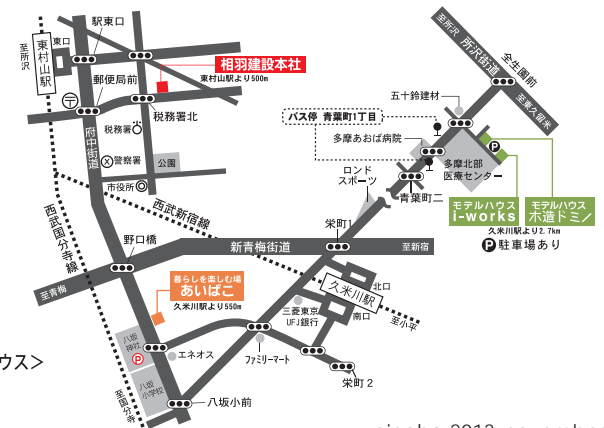 駅東口
東口
至所沢
東村山駅
郵便局前
相羽建設本社
東村山駅より500m
税務署北
税務署
府中街道
警察署
公園
市役所
西武国分寺線
西武新宿線
野口橋
新青梅街道
至新宿
至青梅
栄町1
暮らしを楽しむ場
あいばこ
久米川駅より550m
八坂
神社
P
エネオス
八坂
小学校
八坂小前
至国分寺
ファミリーマート
三菱東京
UFJ銀行
久米川駅
北口
南口
至小平
栄町2
至所沢
所沢街道
全生園前
至東久留米
五十鈴建材
バス停 青葉町1丁目
多摩あおば病院
ロンド
スポーツ
多摩北部
医療センター
青葉町二
P
モデルハウス
i-works
モデルハウス
木造ドミノ
久米川駅より2.7km
P駐車場あり
ウス＞